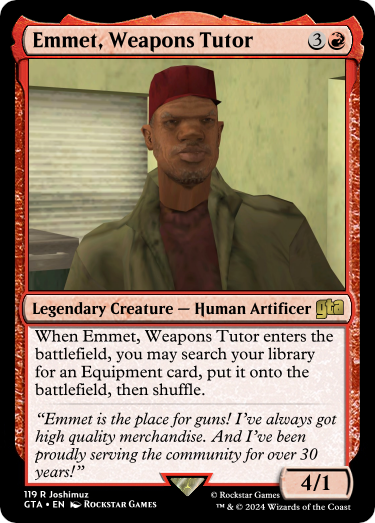 Emmet, Weapons Tutor 3
Legendary Creature — Human Artificer gta
When Emmet, Weapons Tutor enters the
battlefield, you may search your library
for an Equipment card, put it onto the
battlefield, then shuffle.
“Emmet is the place for guns! I’ve always got
high quality merchandise. And I’ve been
proudly serving the community for over 30
years!”
4/1
119 R Joshimuz
GTA • EN Rockstar Games
© Rockstar Games
™ & © 2024 Wizards of the Coast